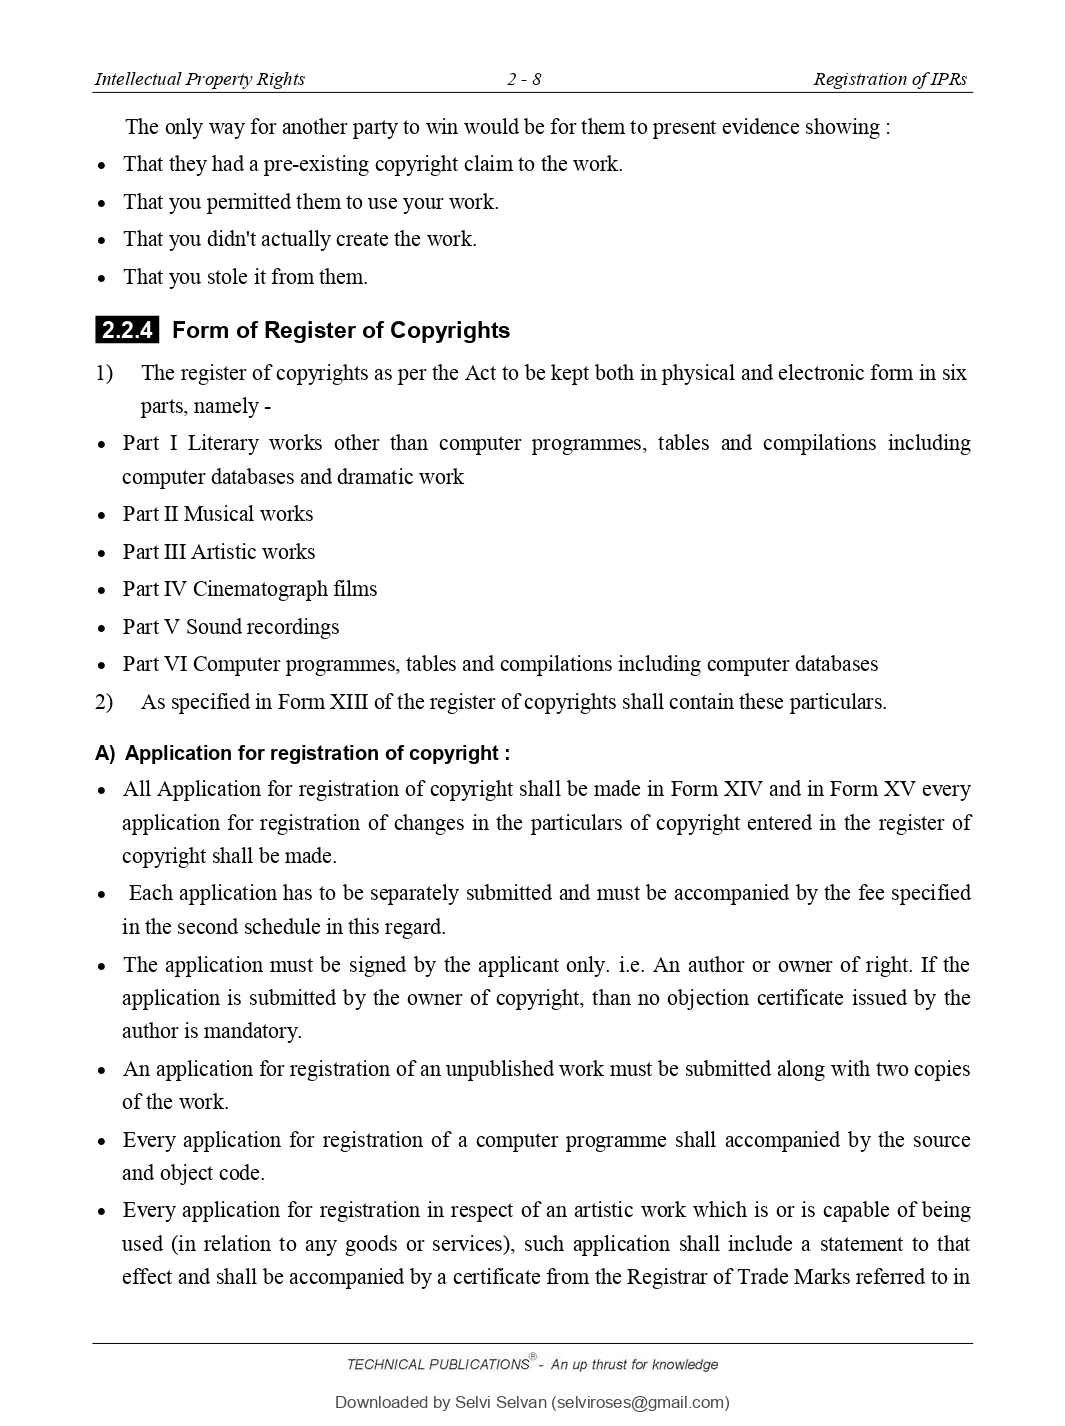 Intellectual Property Rights 2 - 8 Registration of IPRs
The only way for another party to win would be for them to present evidence showing :
• That they had a pre-existing copyright claim to the work.
• That you permitted them to use your work.
• That you didn't actually create the work.
• That you stole it from them.
2.2.4 Form of Register of Copyrights
1) The register of copyrights as per the Act to be kept both in physical and electronic form in six
parts, namely -
• Part I Literary works other than computer programmes, tables and compilations including
computer databases and dramatic work
• Part II Musical works
• Part III Artistic works
• Part IV Cinematograph films
• Part V Sound recordings
• Part VI Computer programmes, tables and compilations including computer databases
2) As specified in Form XIII of the register of copyrights shall contain these particulars.
A) Application for registration of copyright :
• All Application for registration of copyright shall be made in Form XIV and in Form XV every
application for registration of changes in the particulars of copyright entered in the register of
copyright shall be made.
• Each application has to be separately submitted and must be accompanied by the fee specified
in the second schedule in this regard.
• The application must be signed by the applicant only. i.e. An author or owner of right. If the
application is submitted by the owner of copyright, than no objection certificate issued by the
author is mandatory.
• An application for registration of an unpublished work must be submitted along with two copies
of the work.
• Every application for registration of a computer programme shall accompanied by the source
and object code.
• Every application for registration in respect of an artistic work which is or is capable of being
used (in relation to any goods or services), such application shall include a statement to that
effect and shall be accompanied by a certificate from the Registrar of Trade Marks referred to in
TECHNICAL PUBLICATIONS® - An up thrust for knowledge
Downloaded by Selvi Selvan (selviroses@gmail.com)